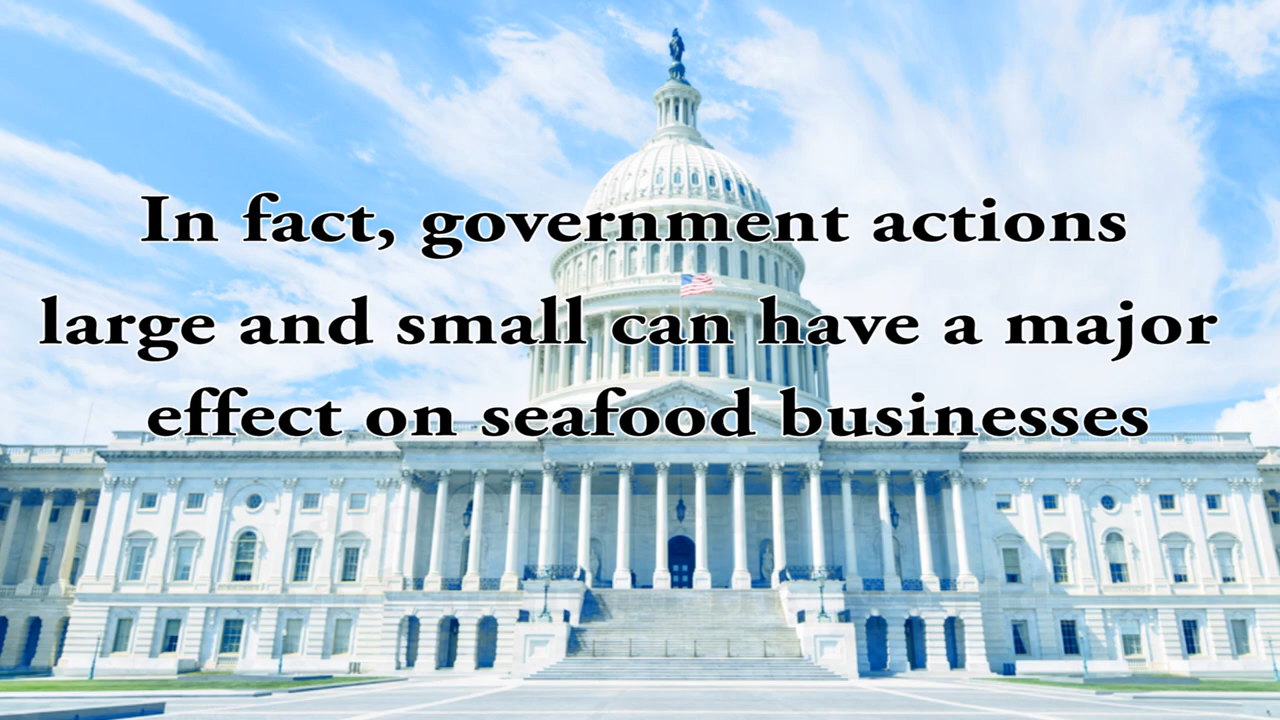 In fact, government actions
large and small can have a major
effect on seafood businesses